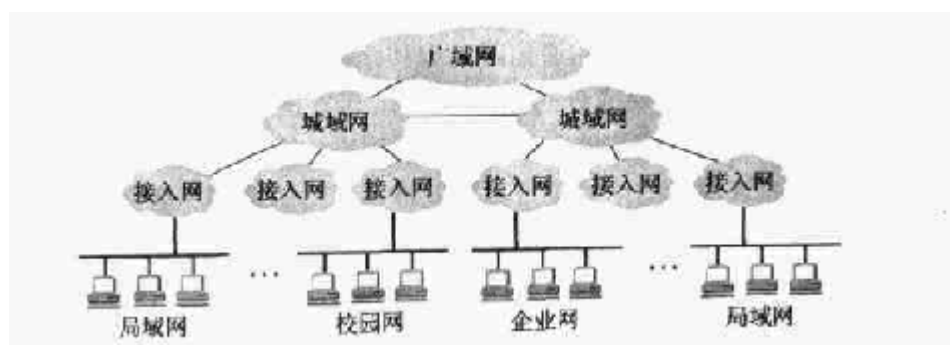 广域网
城域网 城域网
接入网 接入网 接入网 接入网 接入网 接入网
... ...
局域网 校园网 企业网 局域网